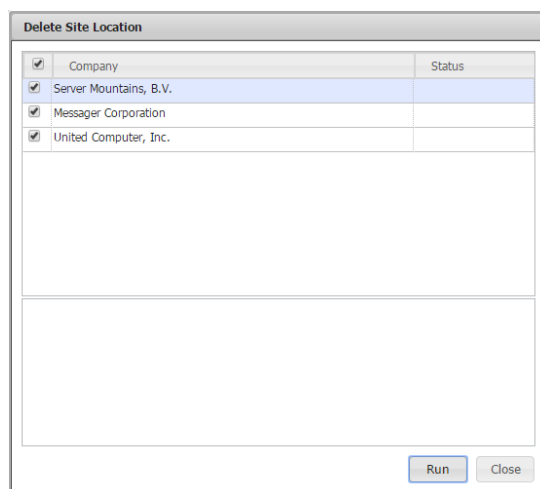 Delete Site Location
Company Status
Server Mountains, B.V.
Messager Corporation
United Computer, Inc.
Run Close